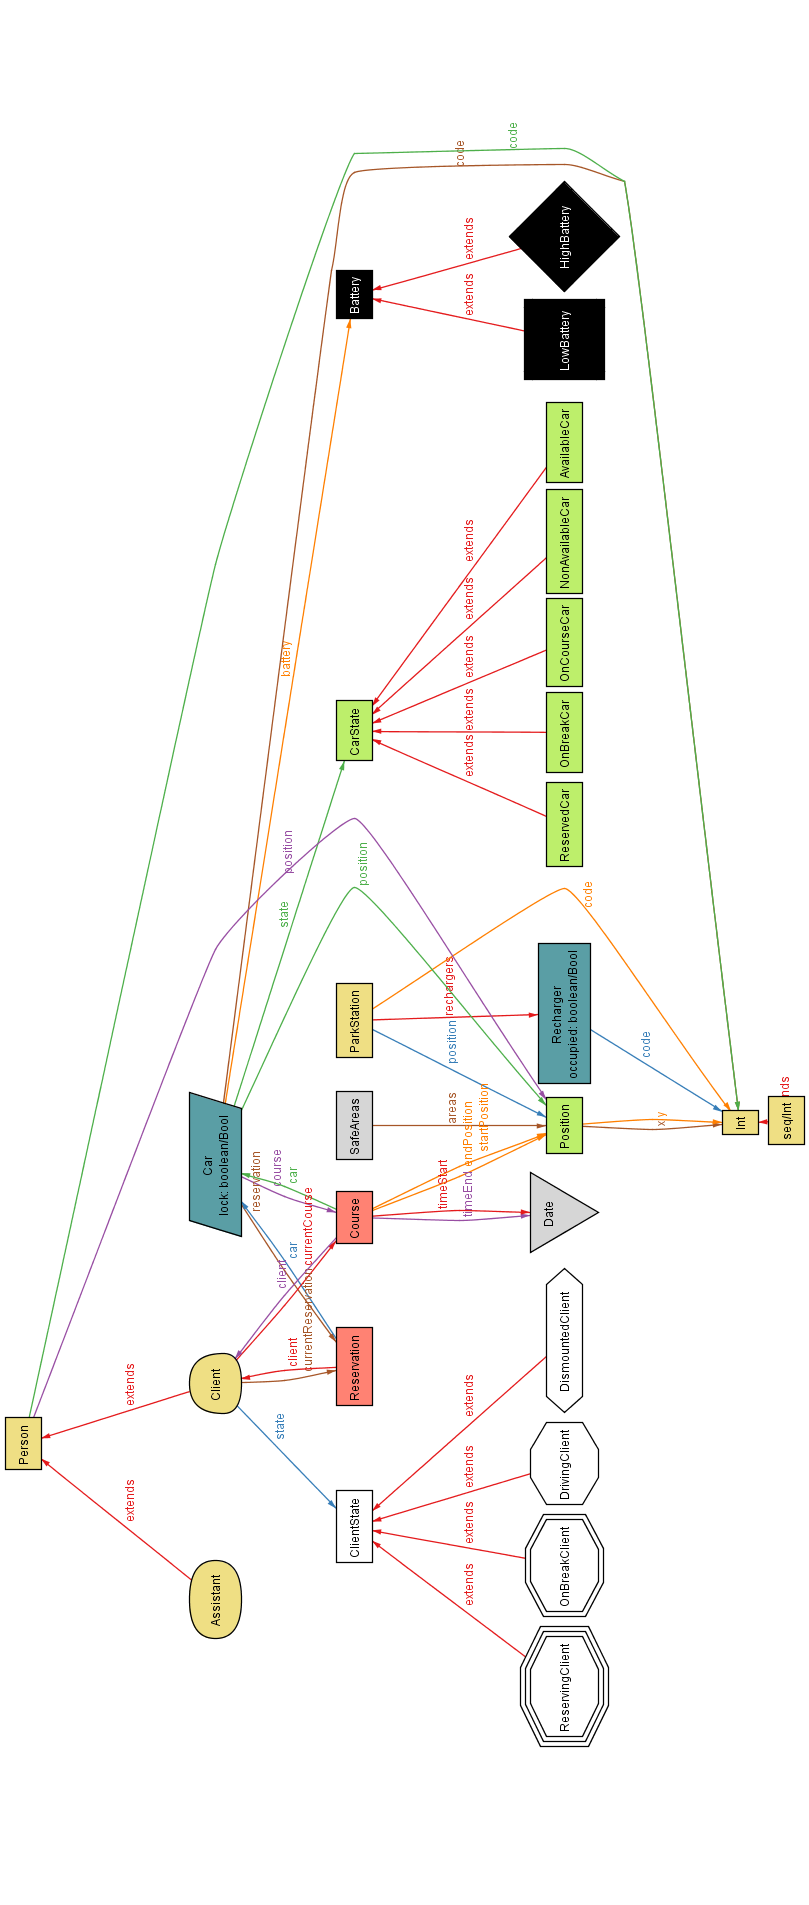 Person
extends
extends
code
position
Assistant
Client
Car
lock: boolean/Bool
state
client
currentReservation
client
currentCourse
car
car
reservation
course
state
battery
code
position
ClientState
Reservation
Course
SafeAreas
ParkStation
CarState
Battery
extends
extends
extends
extends
timeStart
timeEnd
endPosition
startPosition
areas
position
rechargers
code
extends
extends
extends
extends
extends
extends
extends
ReservingClient
OnBreakClient
DrivingClient
DismountedClient
Date
Position
Recharger
occupied: boolean/Bool
ReservedCar
OnBreakCar
OnCourseCar
NonAvailableCar
AvailableCar
LowBattery
HighBattery
x
y
code
Int
nds
seq/Int